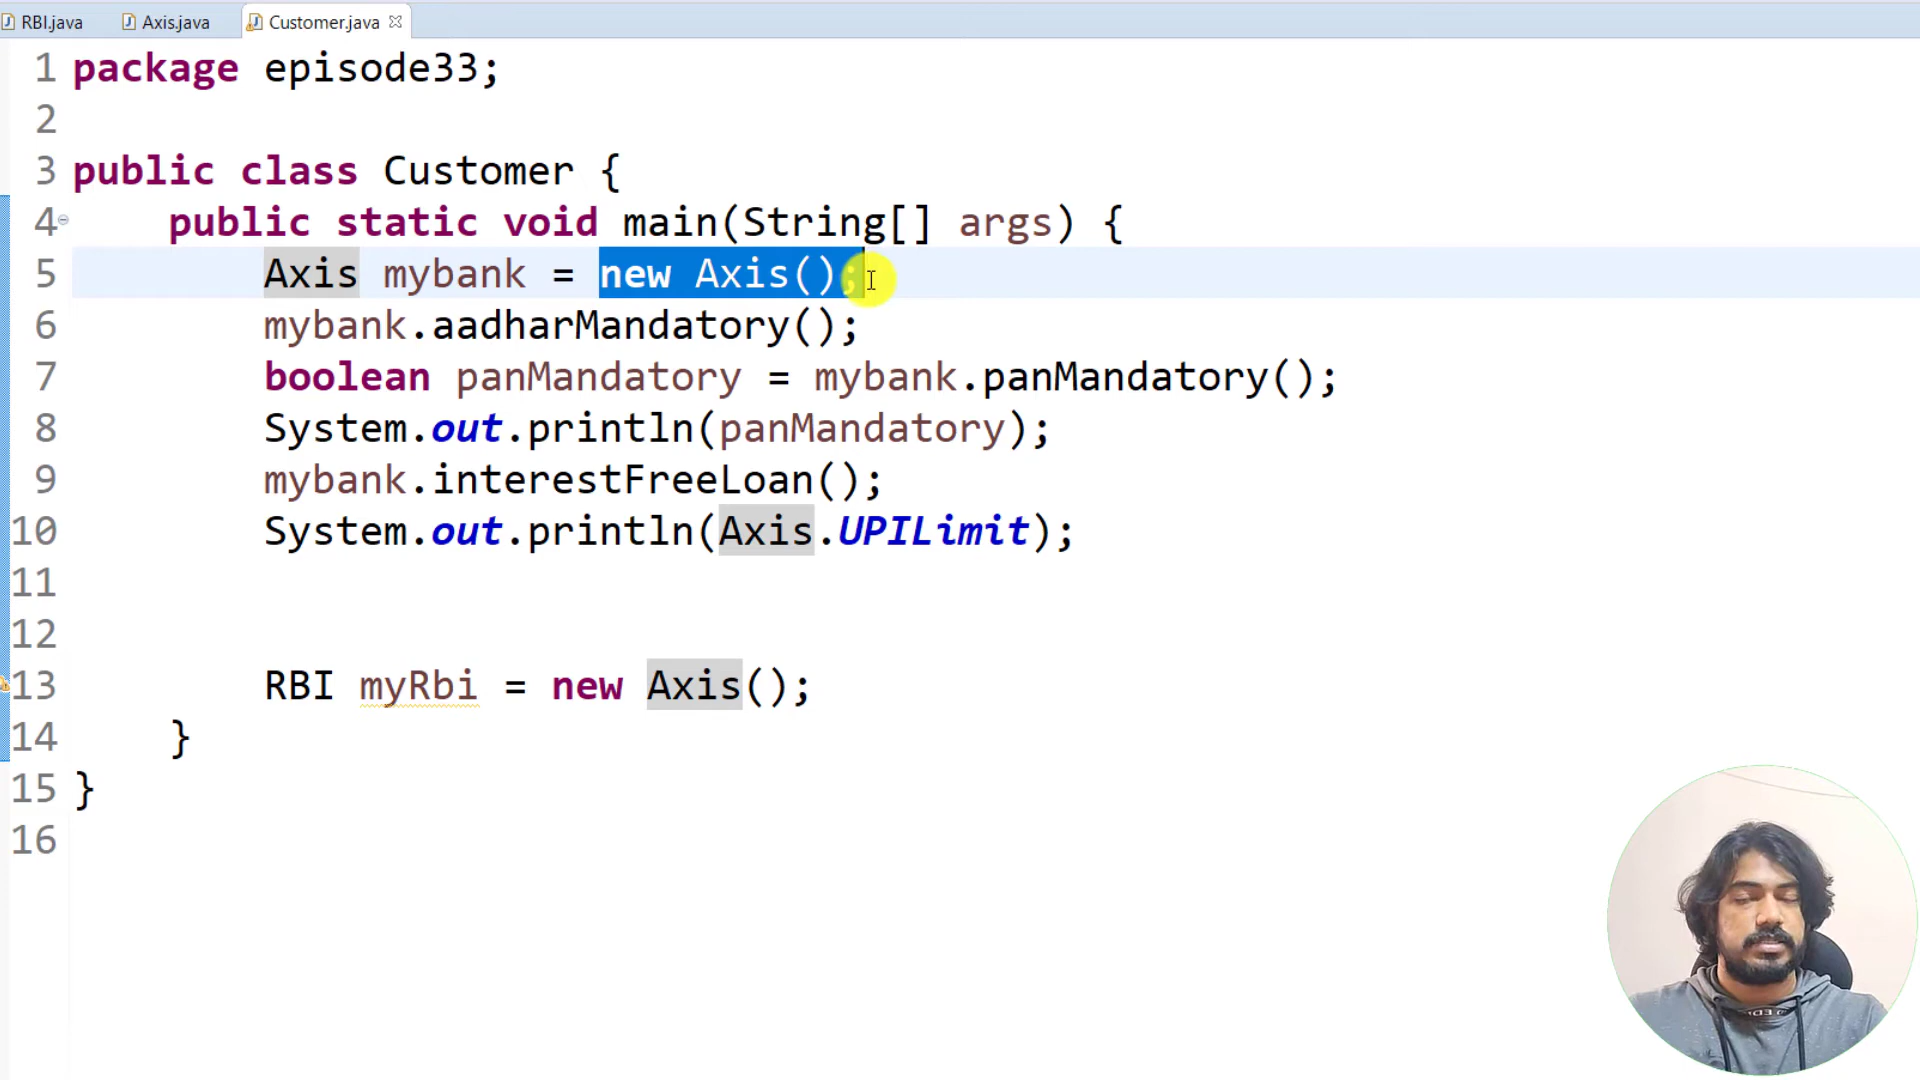 RBI.java Axis.java Customer.java
1 package episode33;
2
3 public class Customer {
4 public static void main(String[] args) {
5 Axis mybank = new Axis();
6 mybank.aadharMandatory();
7 boolean panMandatory = mybank.panMandatory();
8 System.out.println(panMandatory);
9 mybank.interestFreeLoan();
10 System.out.println(Axis.UPILimit);
11
12
13 RBI myRbi = new Axis();
14 }
15 }
16